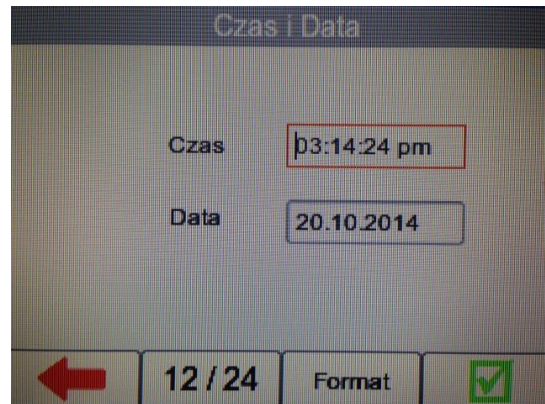 Czas i Data
Czas 03:14:24 pm
Data 20.10.2014
12 / 24 Format